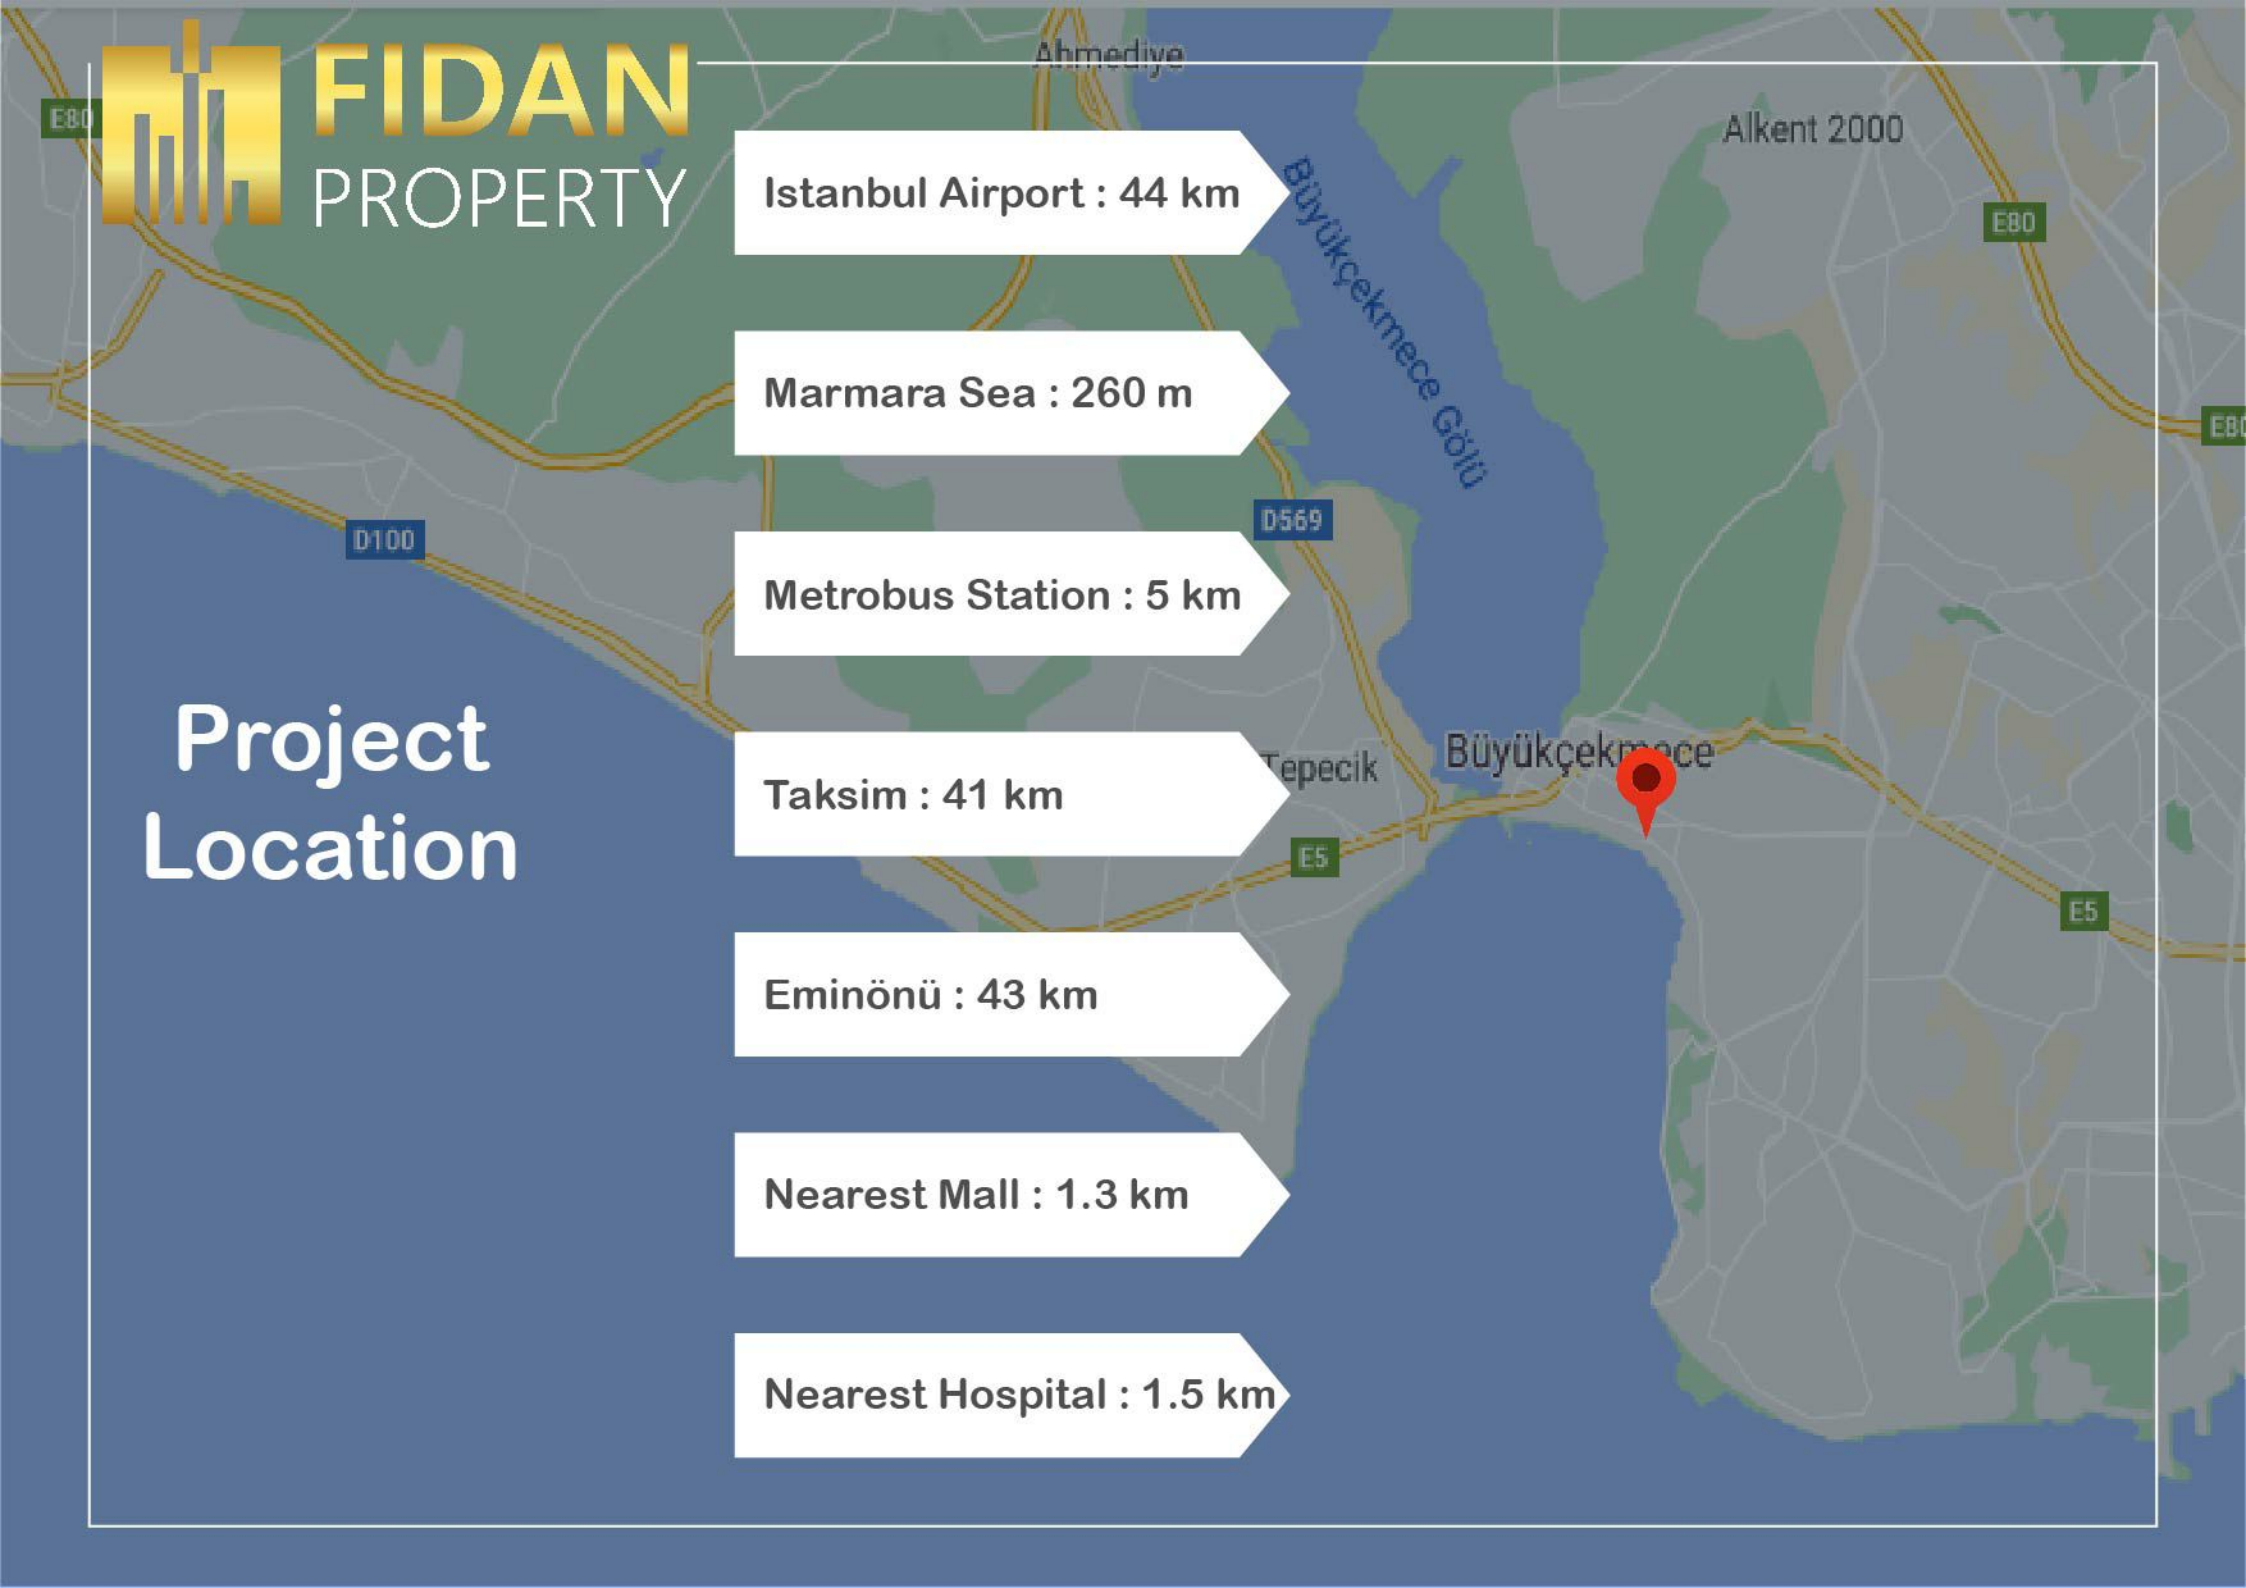 FIDAN
PROPERTY
Project
Location
Istanbul Airport : 44 km
Marmara Sea : 260 m
Metrobus Station : 5 km
Taksim : 41 km
Eminönü : 43 km
Nearest Mall : 1.3 km
Nearest Hospital : 1.5 km
Ahmediye
Alkent 2000
Büyükçekmece Gölü
Büyükçekmece
Tepecik
E80
E80
E80
D100
D569
E5
E5